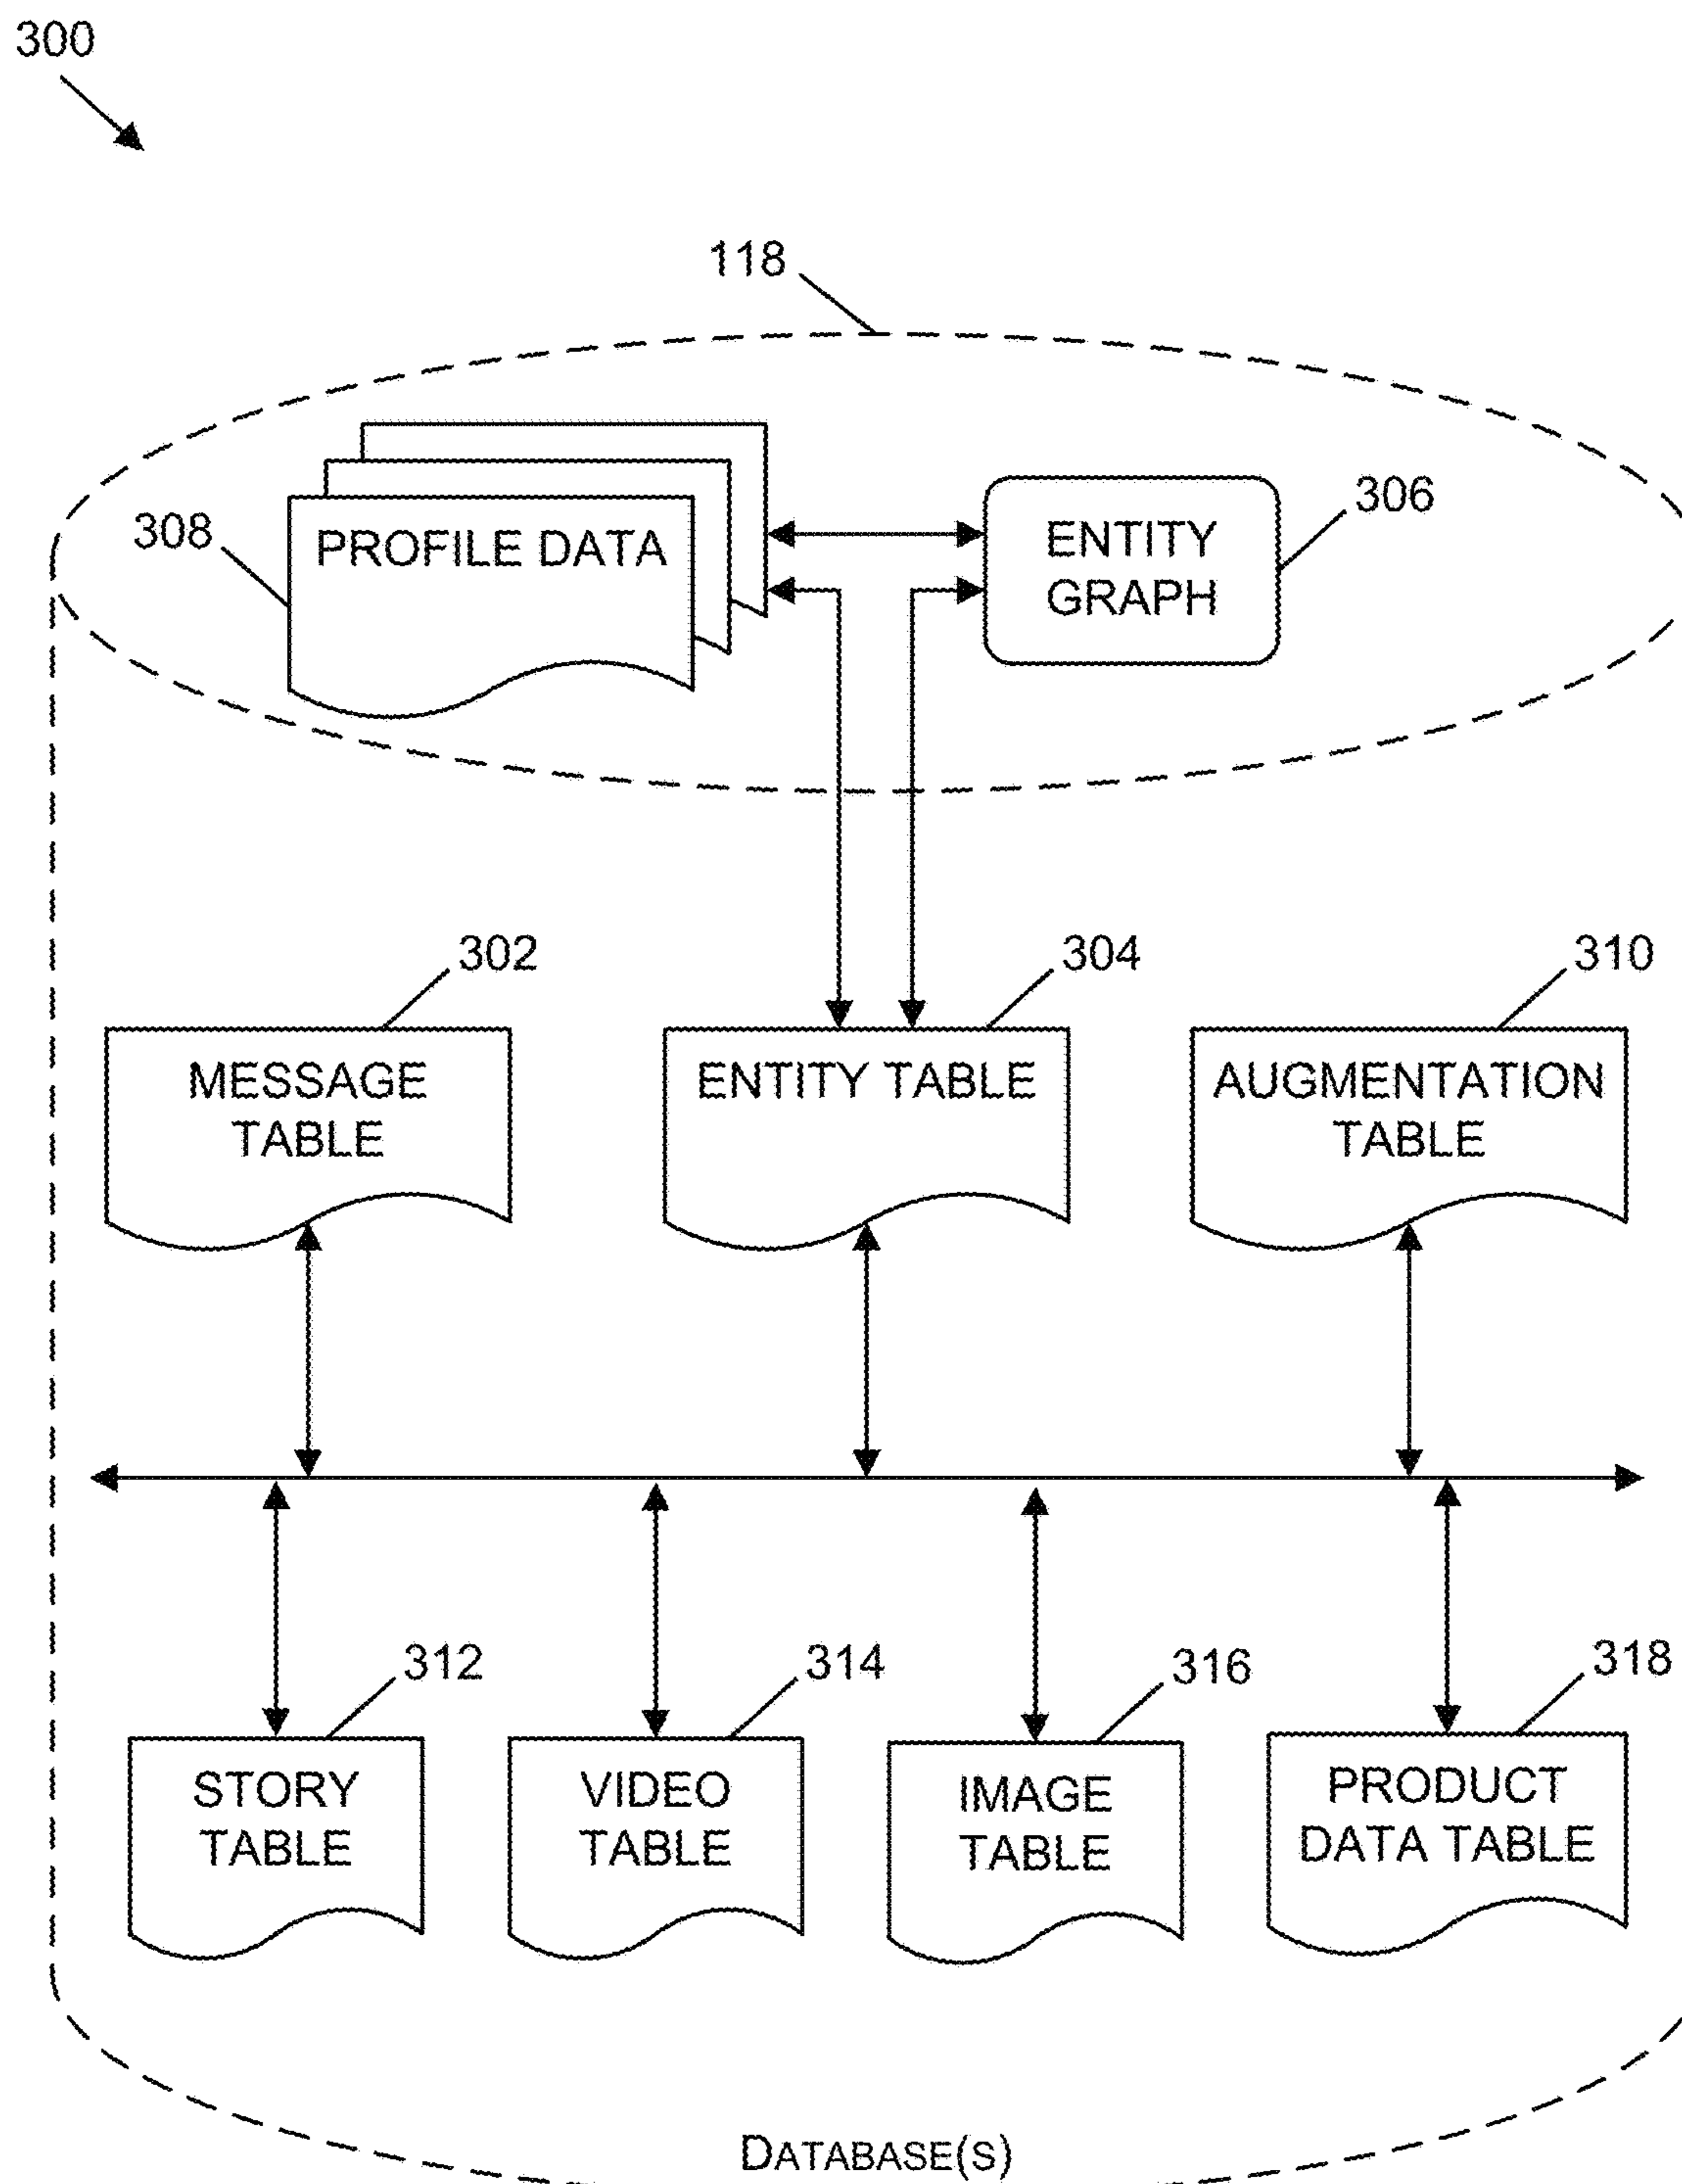 300
118
308
PROFILE DATA
ENTITY
GRAPH
306
302
304
310
MESSAGE
TABLE
ENTITY TABLE
AUGMENTATION
TABLE
312
314
316
318
STORY
TABLE
VIDEO
TABLE
IMAGE
TABLE
PRODUCT
DATA TABLE
DATABASE(S)